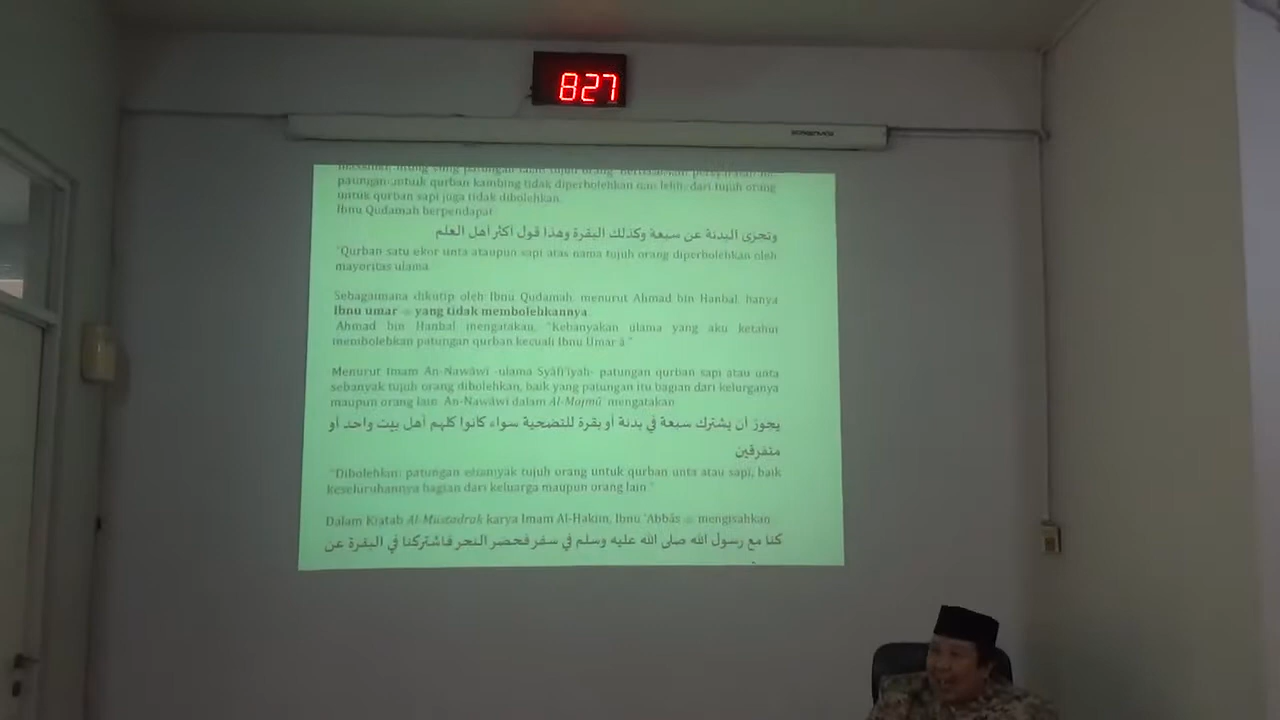 827
patungan untuk qurban kambing tidak diperbolehkan dan lebih dari tujuh orang
untuk qurban sapi juga tidak dibolehkan.
Ibnu Qudamah berpendapat
وتجزئ البدنة عن سبعة وكذلك البقرة وهذا قول أكثر أهل العلم
"Qurban satu ekor unta ataupun sapi atas nama tujuh orang diperbolehkan oleh
mayoritas ulama.
Sebagaimana dikutip oleh Ibnu Qudamah, menurut Ahmad bin Hanbal, hanya
Ibnu umar yang tidak membolehkannya.
Ahmad bin Hanbal mengatakan, "Kebanyakan ulama yang aku ketahui
membolehkan patungan qurban kecuali Ibnu Umar â."
Menurut Imam An-Nawâwî -ulama Syâfi'iyah- patungan qurban sapi atau unta
sebanyak tujuh orang dibolehkan, baik yang patungan itu bagian dari kelurganya
maupun orang lain. An-Nawâwî dalam Al-Majmû' mengatakan
يجوز أن يشترك سبعة في بدنة أو بقرة للتضحية سواء كانوا كلهم أهل بيت واحد أو
متفرقين
"Dibolehkan patungan sebanyak tujuh orang untuk qurban unta atau sapi, baik
keseluruhannya bagian dari keluarga maupun orang lain."
Dalam Kiatab Al-Mustadrak karya Imam Al-Hakim, Ibnu 'Abbâs mengisahkan
كنا مع رسول الله صلى الله عليه وسلم في سفر فحضر النحر فاشتركنا في البقرة عن